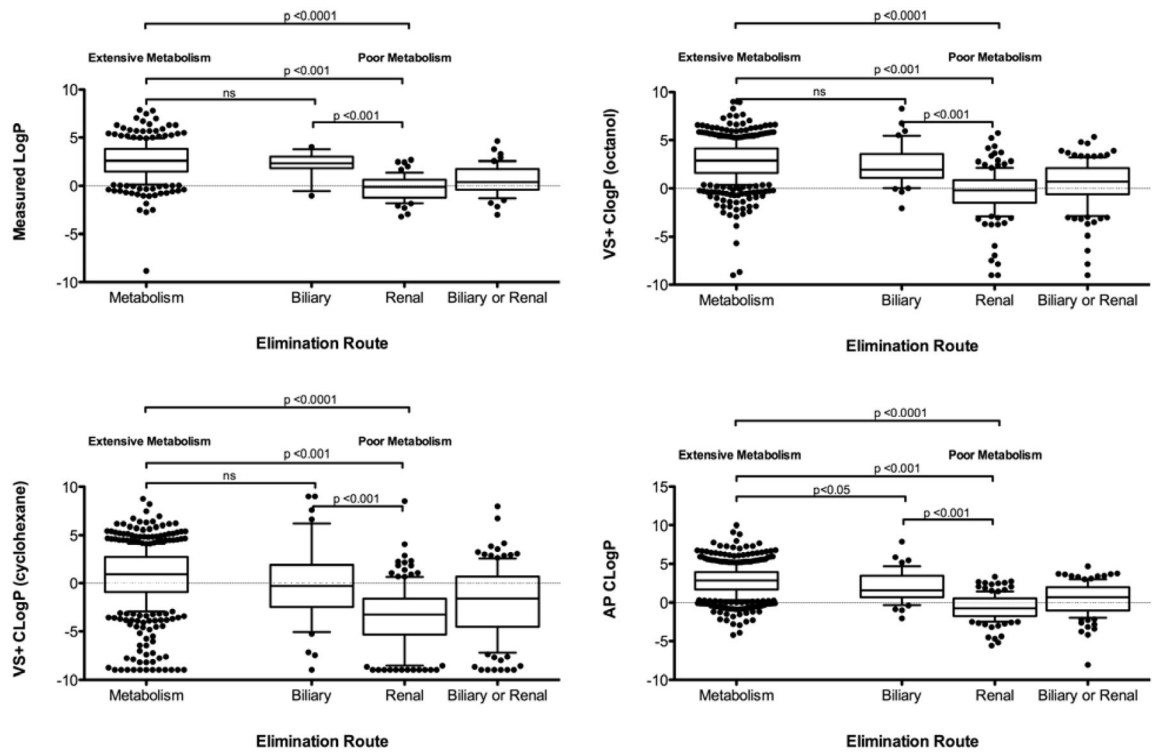 p <0.0001
Extensive Metabolism Poor Metabolism
p <0.001
ns
p <0.001
Measured LogP
10
5
0
-5
-10
Metabolism Biliary Renal Biliary or Renal
Elimination Route
p <0.0001
Extensive Metabolism Poor Metabolism
p <0.001
ns
p <0.001
VS+ ClogP (octanol)
10
5
0
-5
-10
Metabolism Biliary Renal Biliary or Renal
Elimination Route
p <0.0001
Extensive Metabolism Poor Metabolism
p <0.001
ns
p <0.001
VS+ CLogP (cyclohexane)
10
5
0
-5
-10
Metabolism Biliary Renal Biliary or Renal
Elimination Route
p <0.0001
Extensive Metabolism Poor Metabolism
p <0.001
p<0.05
p <0.001
AP CLogP
15
10
5
0
-5
-10
Metabolism Biliary Renal Biliary or Renal
Elimination Route